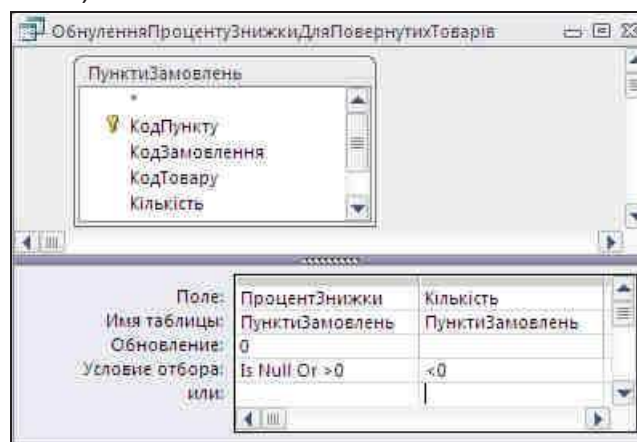 ОбнуленняПроцентуЗнижкиДляПовернутихТоварів
ПунктиЗамовлень
*
КодПункту
КодЗамовлення
КодТовару
Кількість
Поле: ПроцентЗнижки Кількість
Имя таблицы: ПунктиЗамовлень ПунктиЗамовлень
Обновление: 0
Условие отбора: Is Null Or >0 <0
или: